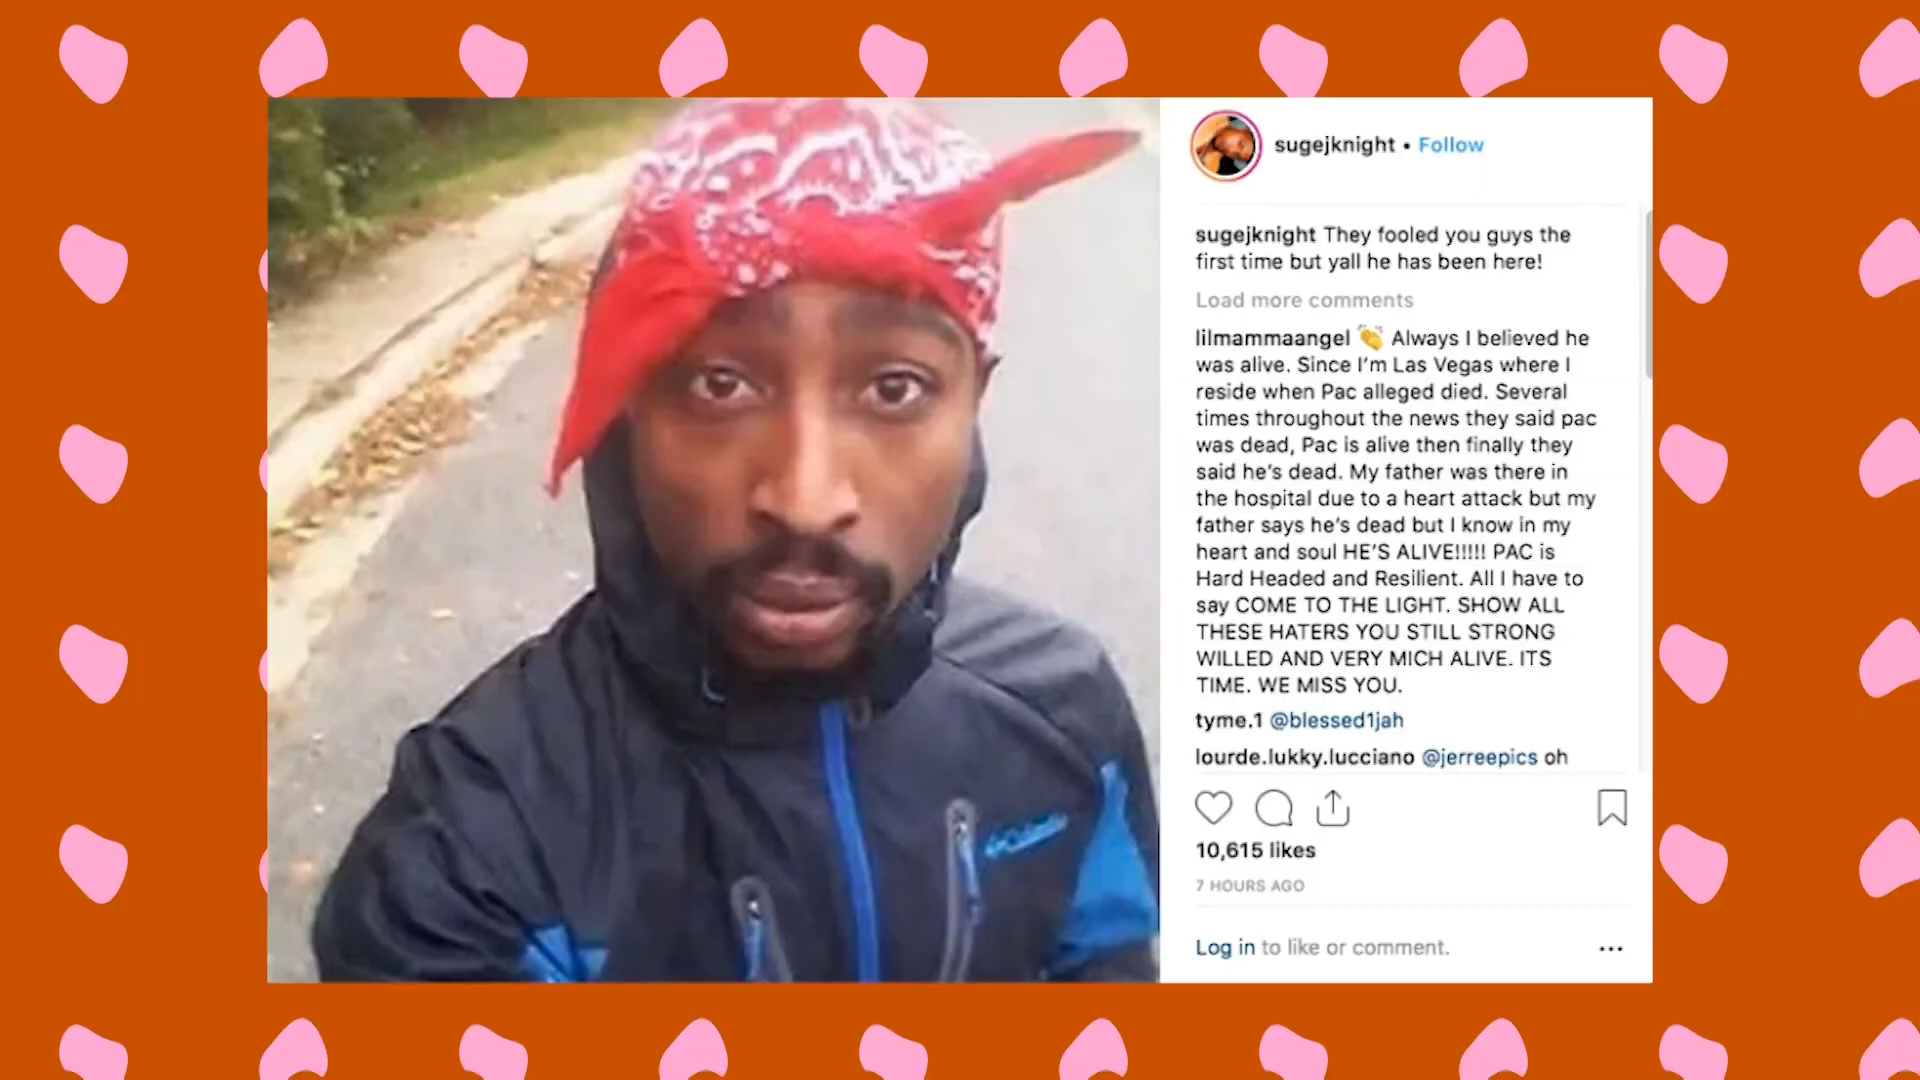 sugejknight • Follow
sugejknight They fooled you guys the
first time but yall he has been here!
Load more comments
lilmammaangel 👏 Always I believed he
was alive. Since I'm Las Vegas where I
reside when Pac alleged died. Several
times throughout the news they said pac
was dead, Pac is alive then finally they
said he's dead. My father was there in
the hospital due to a heart attack but my
father says he's dead but I know in my
heart and soul HE'S ALIVE!!!!! PAC is
Hard Headed and Resilient. All I have to
say COME TO THE LIGHT. SHOW ALL
THESE HATERS YOU STILL STRONG
WILLED AND VERY MICH ALIVE. ITS
TIME. WE MISS YOU.
tyme.1 @blessed1jah
lourde.lukky.lucciano @jerreepics oh
10,615 likes
7 HOURS AGO
Log in to like or comment.